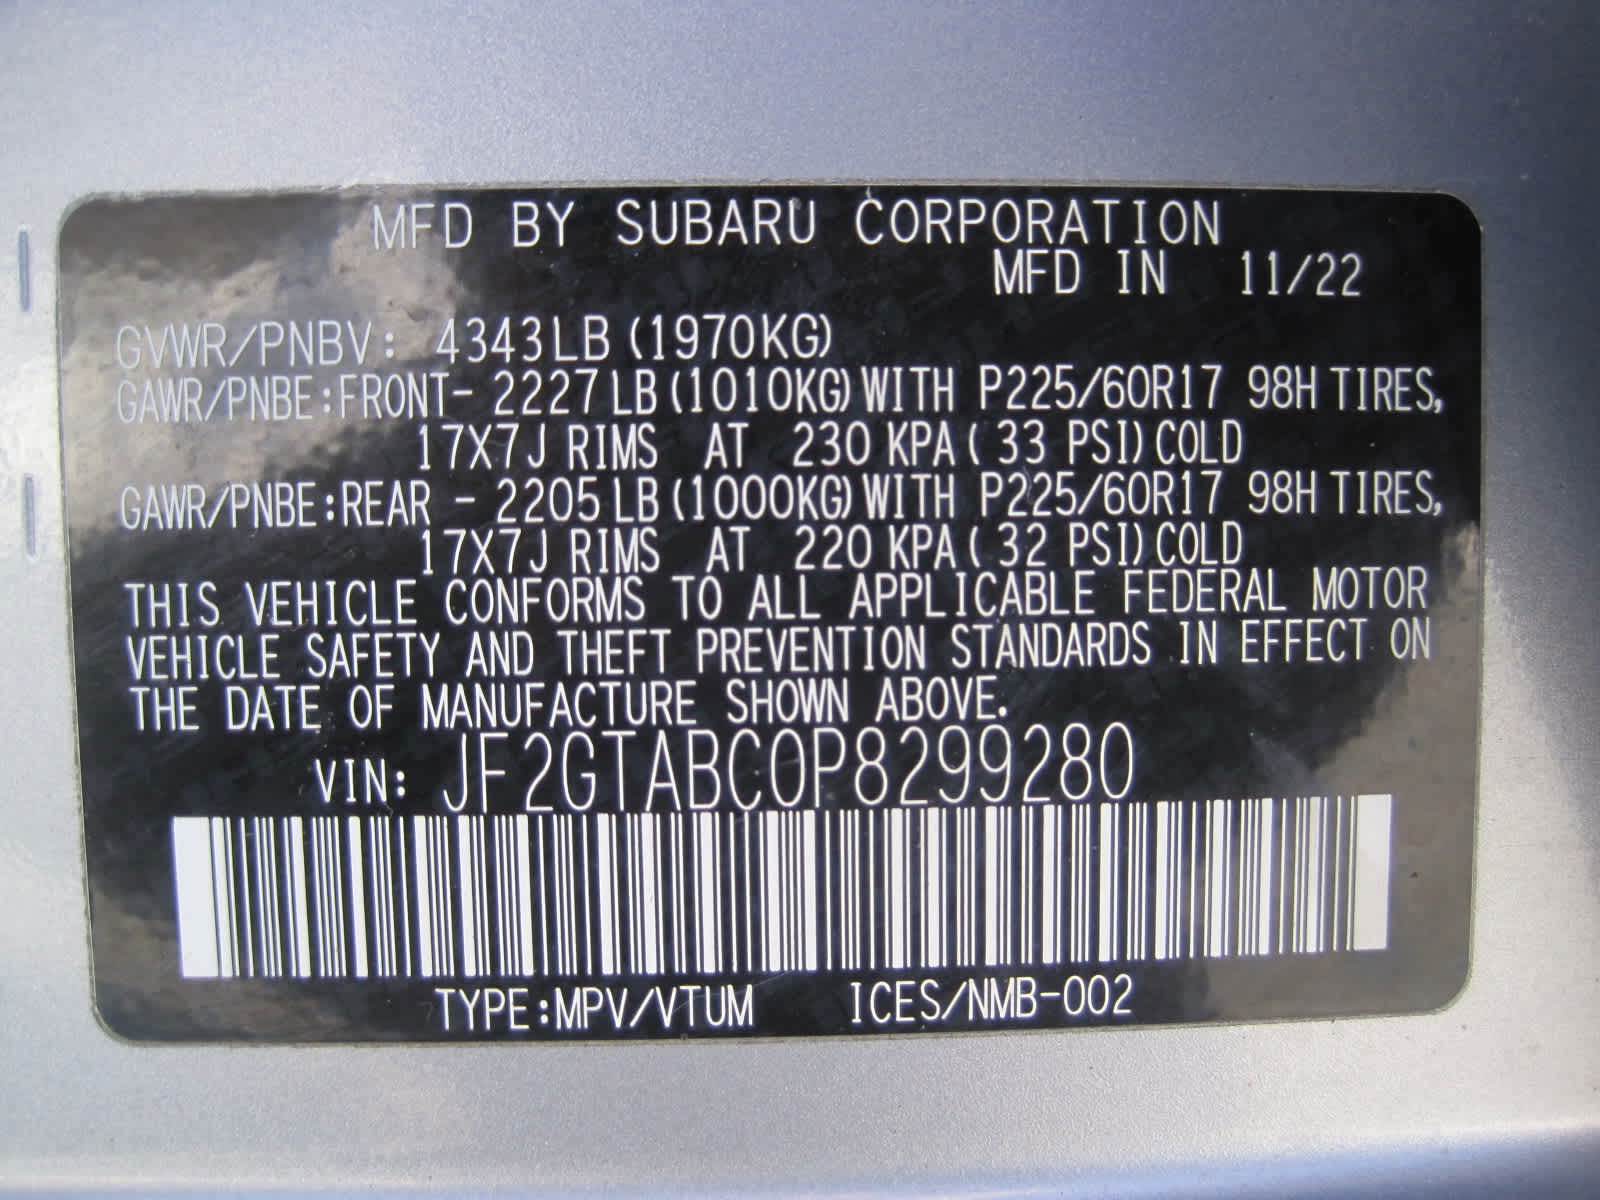 MFD BY SUBARU CORPORATION
MFD IN 11/22
GVWR/PNBV: 4343LB (1970KG)
GAWR/PNBE:FRONT- 2227LB (1010KG) WITH P225/60R17 98H TIRES,
17X7J RIMS AT 230 KPA ( 33 PSI) COLD
GAWR/PNBE:REAR - 2205LB (1000KG) WITH P225/60R17 98H TIRES,
17X7J RIMS AT 220 KPA ( 32 PSI) COLD
THIS VEHICLE CONFORMS TO ALL APPLICABLE FEDERAL MOTOR
VEHICLE SAFETY AND THEFT PREVENTION STANDARDS IN EFFECT ON
THE DATE OF MANUFACTURE SHOWN ABOVE.
VIN: JF2GTABC0P8299280
TYPE:MPV/VTUM ICES/NMB-002